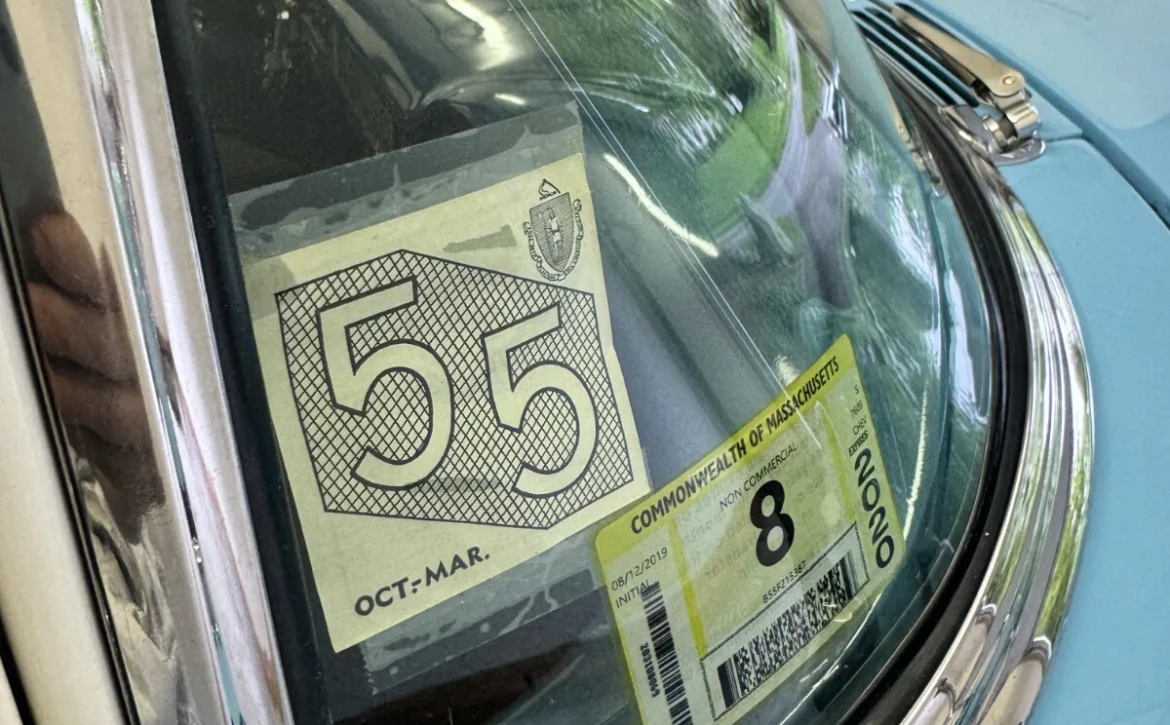 55
OCT.-MAR.
COMMONWEALTH OF MASSACHUSETTS
NON COMMERCIAL
8
08/12/2019
INITIAL
CHEV
EXPIRES
2020